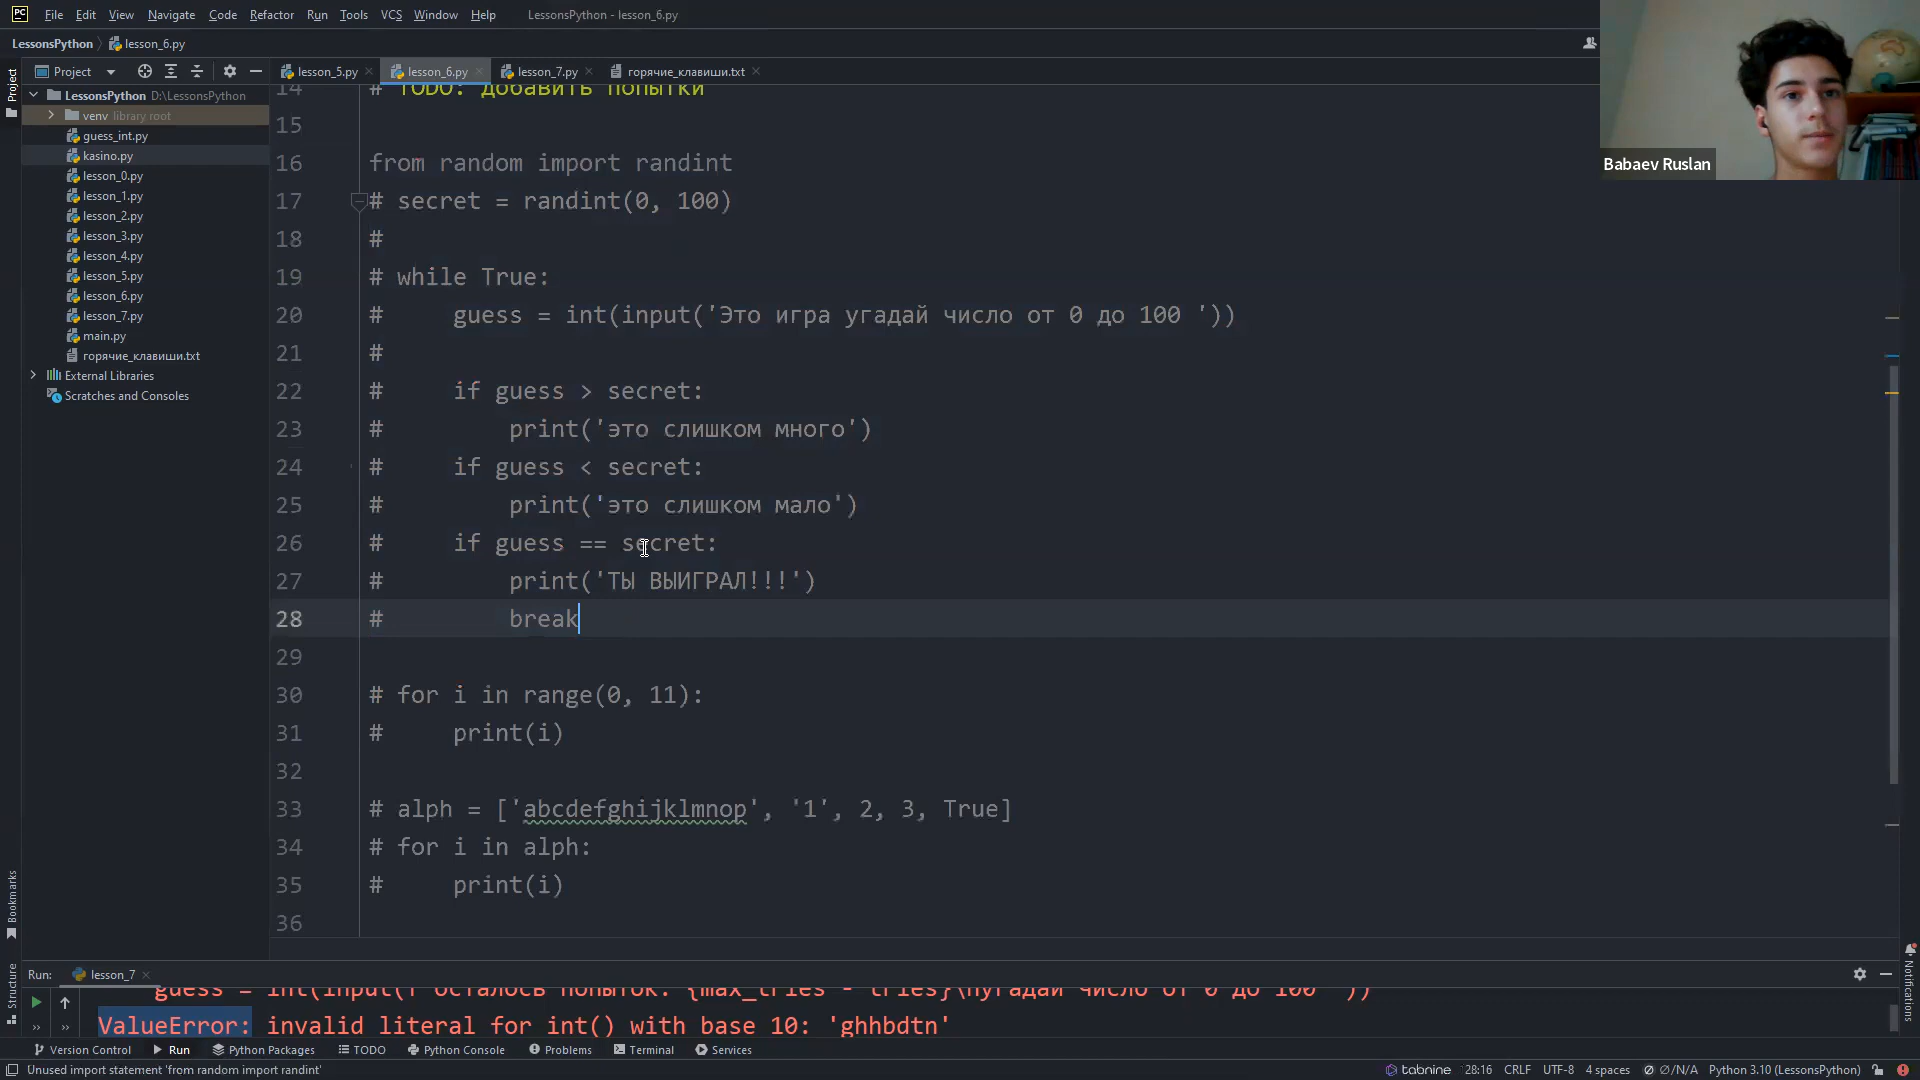 File Edit View Navigate Code Refactor Run Tools VCS Window Help LessonsPython - lesson_6.py
LessonsPython lesson_6.py
Project
Project lesson_5.py lesson_6.py lesson_7.py горячие_клавиши.txt
LessonsPython D:\LessonsPython
venv library root
guess_int.py
kasino.py
lesson_0.py
lesson_1.py
lesson_2.py
lesson_3.py
lesson_4.py
lesson_5.py
lesson_6.py
lesson_7.py
main.py
горячие_клавиши.txt
External Libraries
Scratches and Consoles
14 # TODO: добавить попытки
15
16 from random import randint
17 # secret = randint(0, 100)
18 #
19 # while True:
20 # guess = int(input('Это игра угадай число от 0 до 100 '))
21 #
22 # if guess > secret:
23 # print('это слишком много')
24 # if guess < secret:
25 # print('это слишком мало')
26 # if guess == secret:
27 # print('ТЫ ВЫИГРАЛ!!!')
28 # break
29
30 # for i in range(0, 11):
31 # print(i)
32
33 # alph = ['abcdefghijklmnop', '1', 2, 3, True]
34 # for i in alph:
35 # print(i)
36
Babaev Ruslan
Bookmarks
Structure
Notifications
Run: lesson_7
guess = int(input(f'осталось попыток: {max_tries - tries}\nугадай число от 0 до 100 '))
ValueError: invalid literal for int() with base 10: 'ghhbdtn'
Version Control Run Python Packages TODO Python Console Problems Terminal Services
Unused import statement 'from random import randint' tabnine 28:16 CRLF UTF-8 4 spaces ∅/N/A Python 3.10 (LessonsPython)